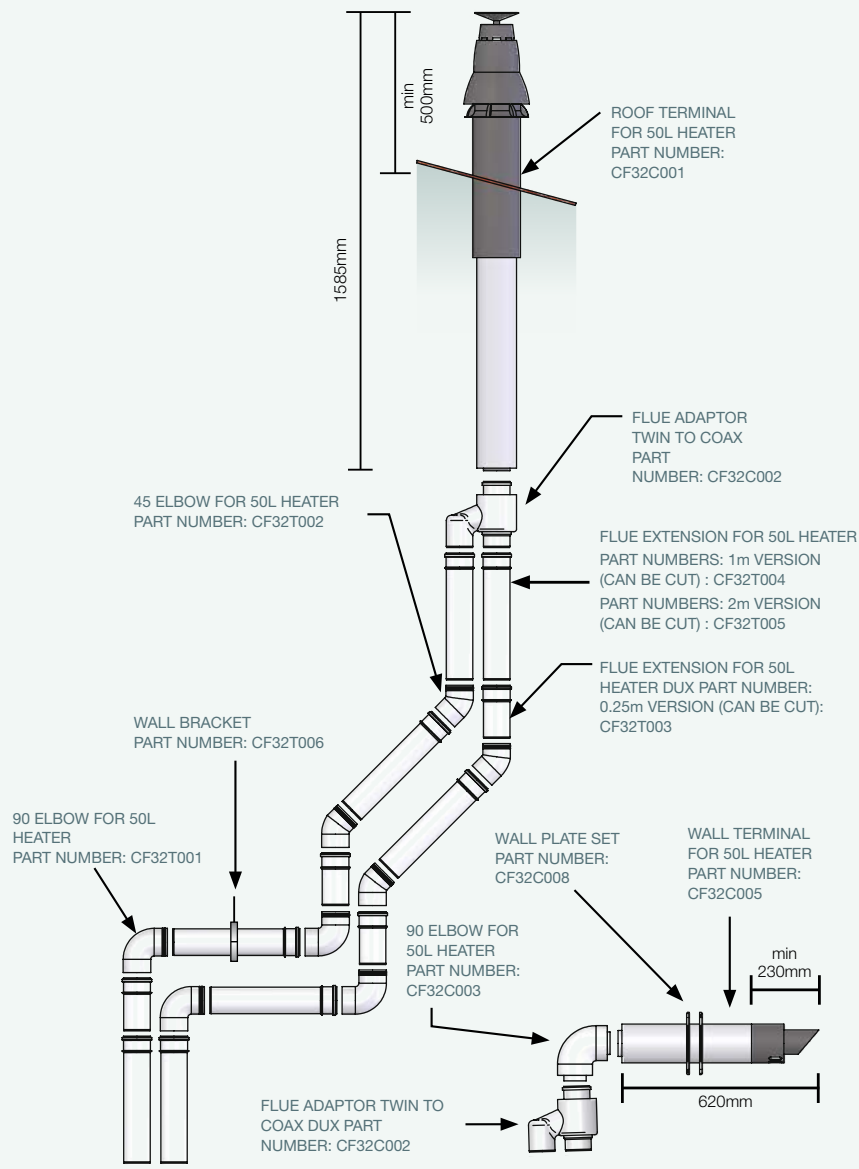 min
500mm
1585mm
ROOF TERMINAL
FOR 50L HEATER
PART NUMBER:
CF32C001
FLUE ADAPTOR
TWIN TO COAX
PART
NUMBER: CF32C002
45 ELBOW FOR 50L HEATER
PART NUMBER: CF32T002
FLUE EXTENSION FOR 50L HEATER
PART NUMBERS: 1m VERSION
(CAN BE CUT) : CF32T004
PART NUMBERS: 2m VERSION
(CAN BE CUT) : CF32T005
FLUE EXTENSION FOR 50L
HEATER DUX PART NUMBER:
0.25m VERSION (CAN BE CUT):
CF32T003
WALL BRACKET
PART NUMBER: CF32T006
90 ELBOW FOR 50L
HEATER
PART NUMBER: CF32T001
WALL PLATE SET
PART NUMBER:
CF32C008
WALL TERMINAL
FOR 50L HEATER
PART NUMBER:
CF32C005
90 ELBOW FOR
50L HEATER
PART NUMBER:
CF32C003
min
230mm
620mm
FLUE ADAPTOR TWIN TO
COAX DUX PART
NUMBER: CF32C002